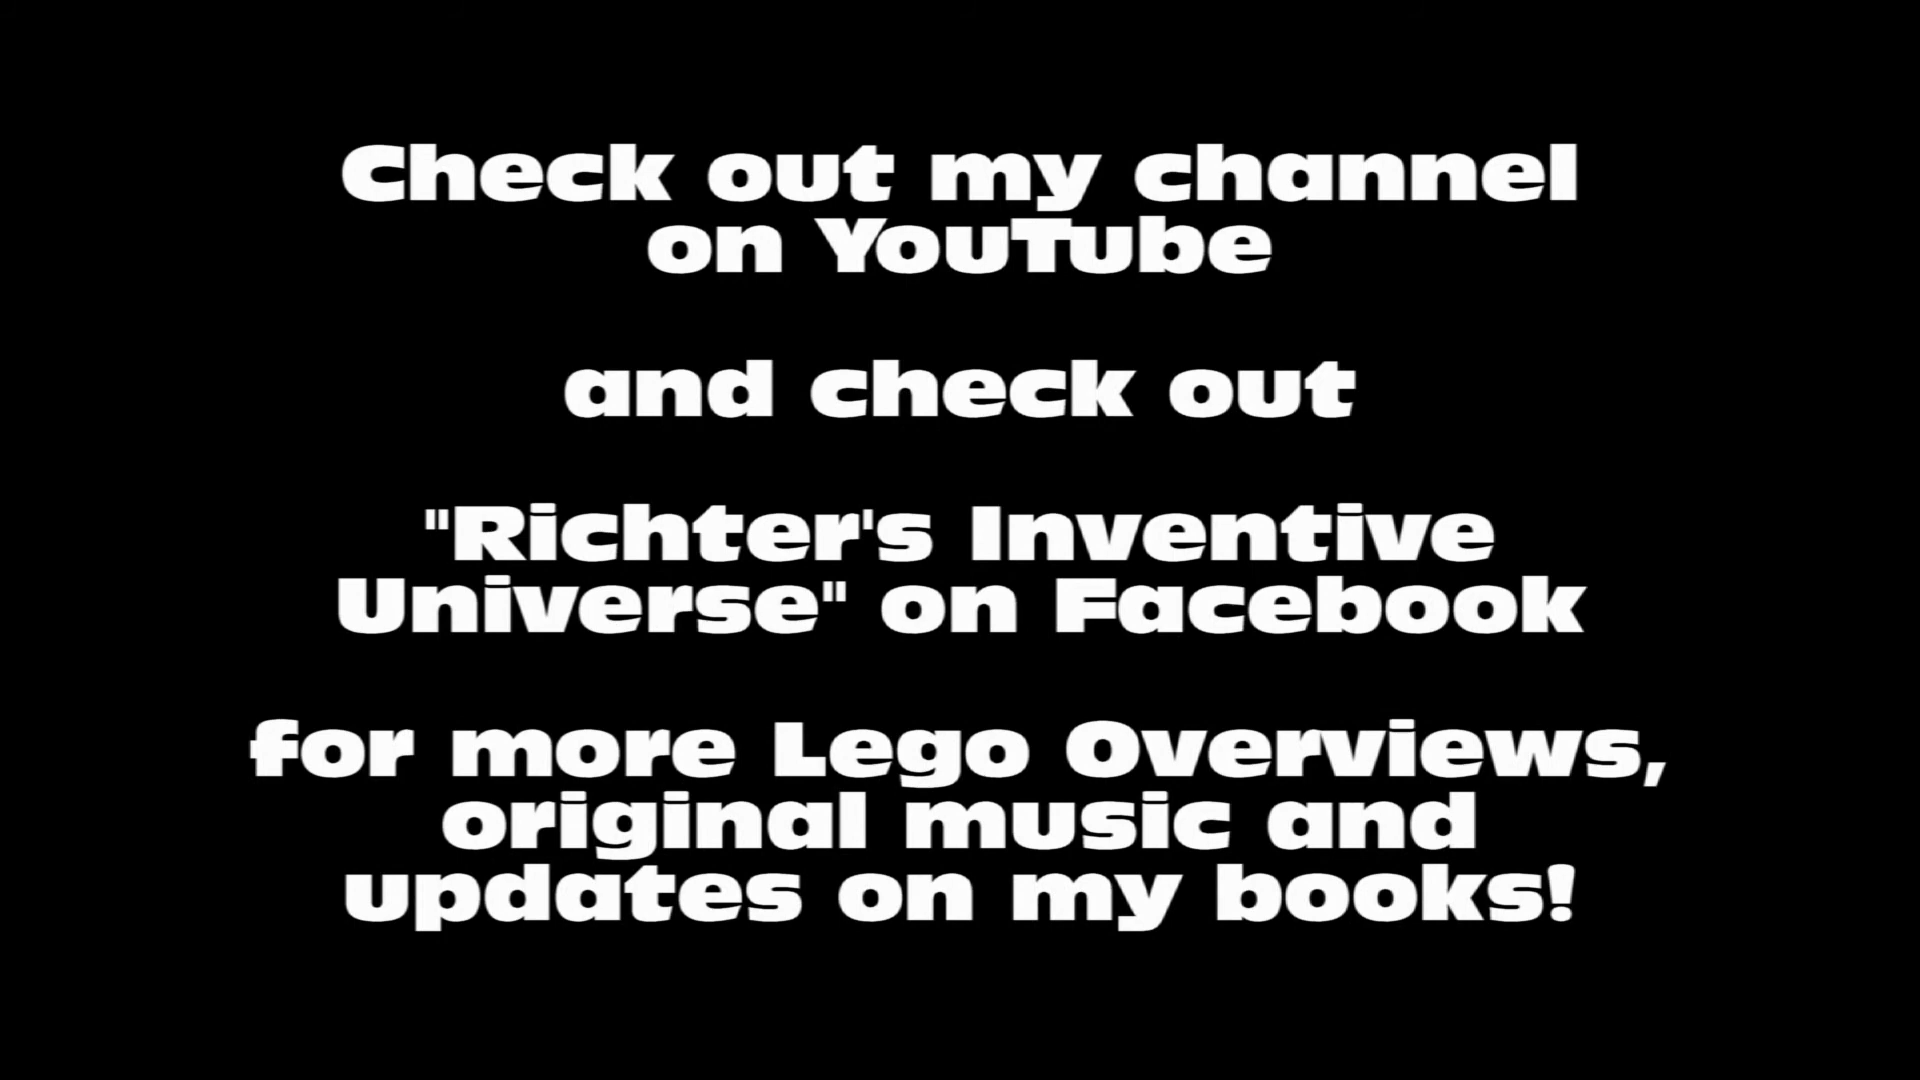 Check out my channel
on YouTube
and check out
"Richter's Inventive
Universe" on Facebook
for more Lego Overviews,
original music and
updates on my books!